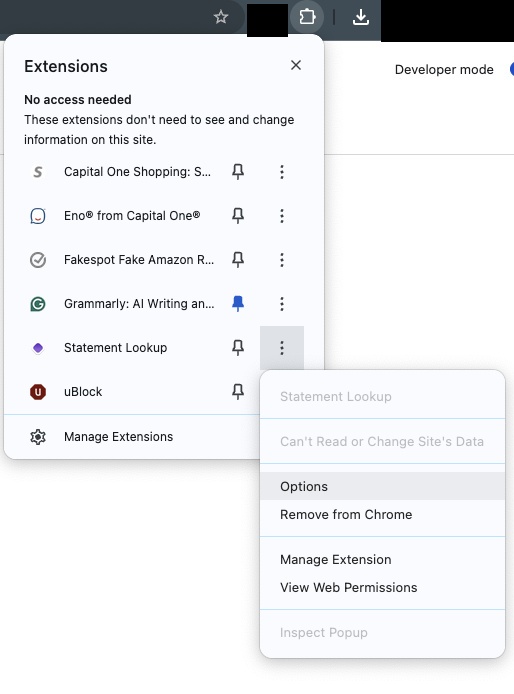 Extensions
Developer mode
No access needed
These extensions don't need to see and change
information on this site.
S Capital One Shopping: S...
Eno® from Capital One®
Fakespot Fake Amazon R...
G Grammarly: AI Writing an...
Statement Lookup
U uBlock
Manage Extensions
Statement Lookup
Can't Read or Change Site's Data
Options
Remove from Chrome
Manage Extension
View Web Permissions
Inspect Popup